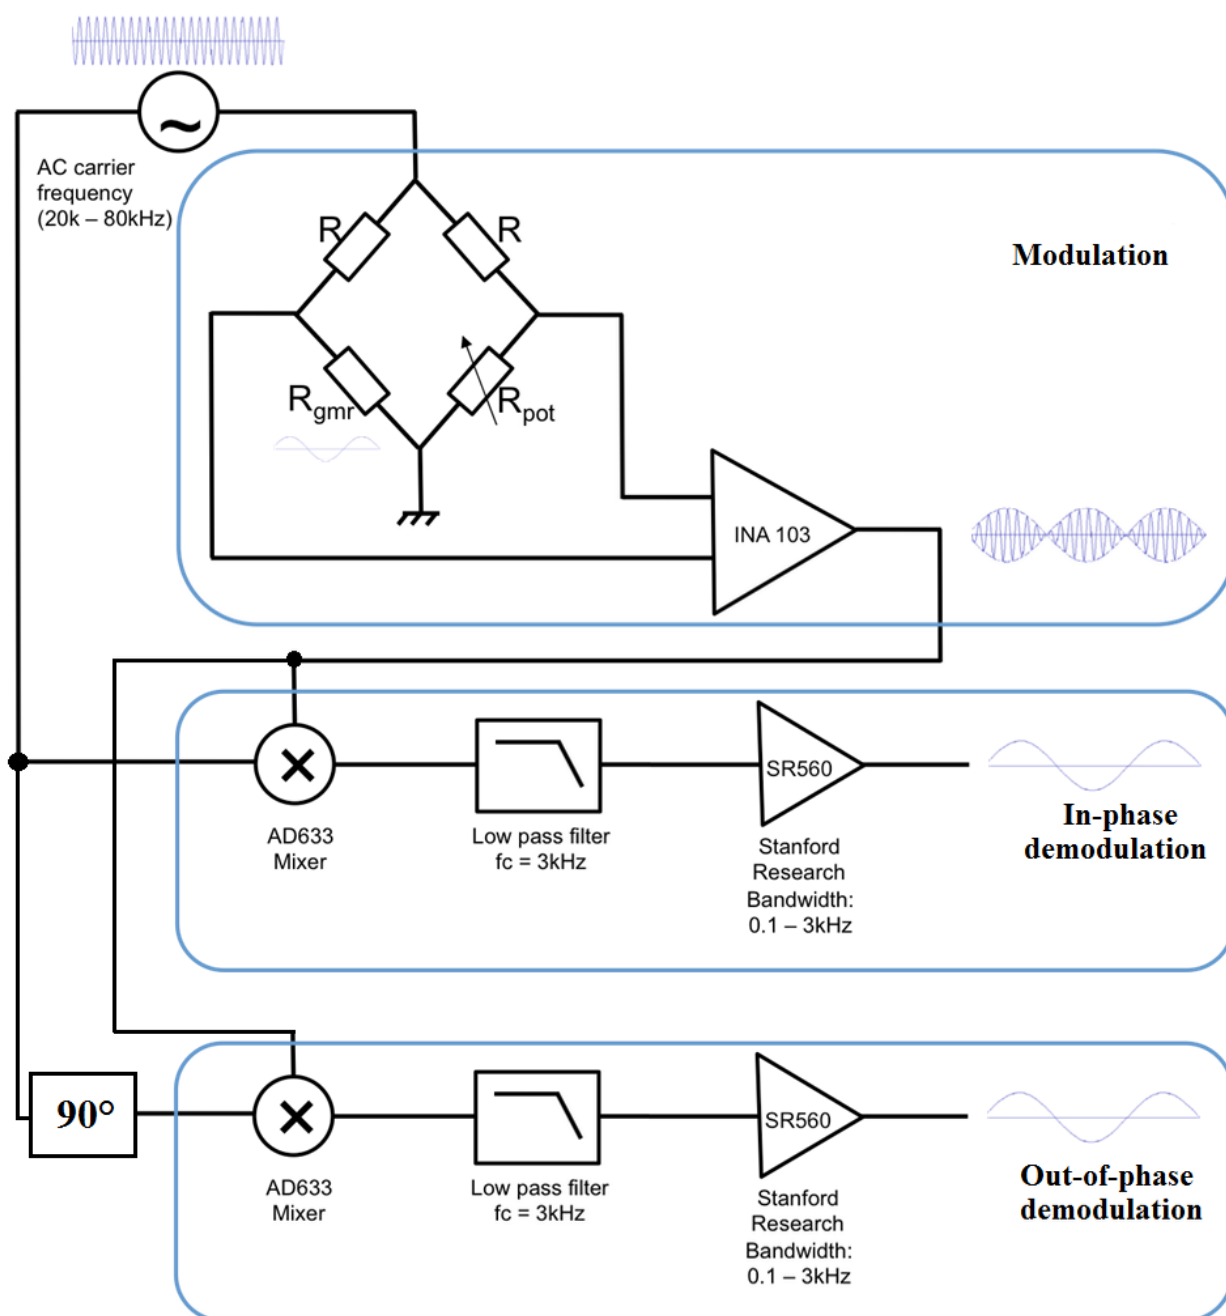 AC carrier
frequency
(20k – 80kHz)
R
R
Modulation
Rgmr
Rpot
INA 103
SR560
AD633
Mixer
Low pass filter
fc = 3kHz
Stanford
Research
Bandwidth:
0.1 – 3kHz
In-phase
demodulation
90°
SR560
AD633
Mixer
Low pass filter
fc = 3kHz
Stanford
Research
Bandwidth:
0.1 – 3kHz
Out-of-phase
demodulation